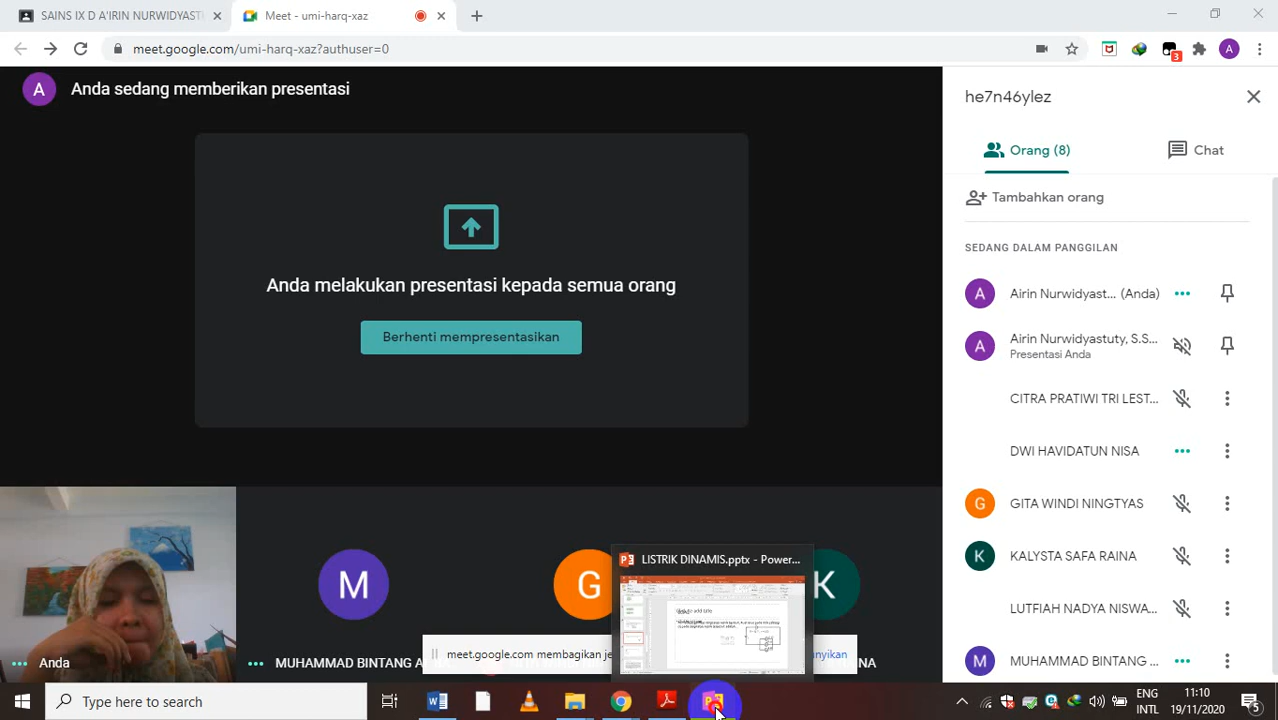 SAINS IX D A'IRIN NURWIDYAST
Meet - umi-harq-xaz
meet.google.com/umi-harq-xaz?authuser=0
3
A
A
Anda sedang memberikan presentasi
Anda melakukan presentasi kepada semua orang
Berhenti mempresentasikan
he7n46ylez
Orang (8)
Chat
Tambahkan orang
SEDANG DALAM PANGGILAN
A
Airin Nurwidyast... (Anda)
A
Airin Nurwidyastuty, S.S...
Presentasi Anda
CITRA PRATIWI TRI LEST...
DWI HAVIDATUN NISA
G
GITA WINDI NINGTYAS
K
KALYSTA SAFA RAINA
LUTFIAH NADYA NISWA...
M
MUHAMMAD BINTANG ...
M
G
K
LISTRIK DINAMIS.pptx - Power...
meet.google.com membagikan je
nyikan
Anda
MUHAMMAD BINTANG A
NA
Type here to search
ENG
INTL
11:10
19/11/2020
5